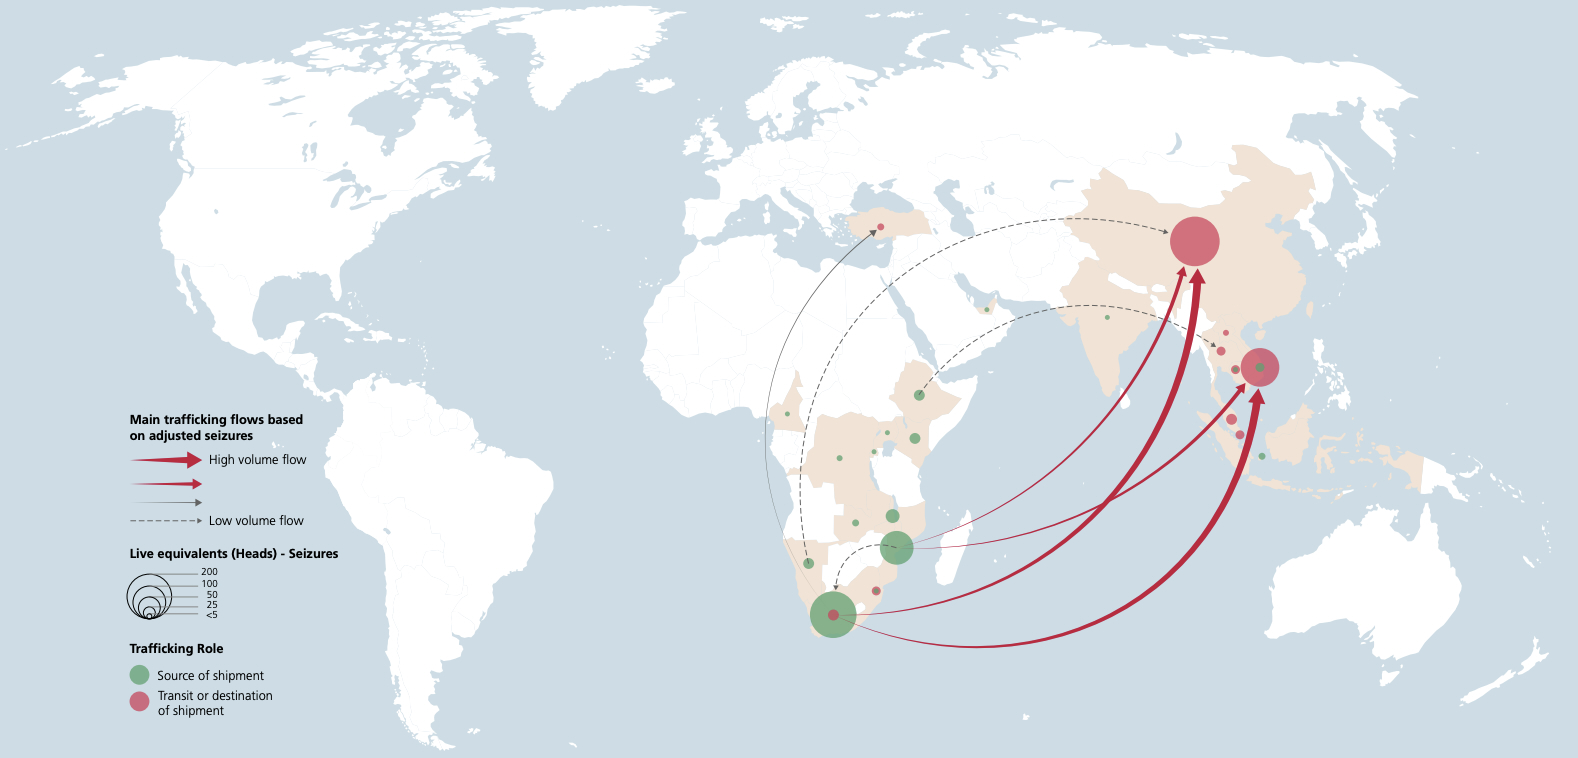 Main trafficking flows based
on adjusted seizures
High volume flow
Low volume flow
Live equivalents (Heads) - Seizures
200
100
50
25
<5
Trafficking Role
Source of shipment
Transit or destination
of shipment